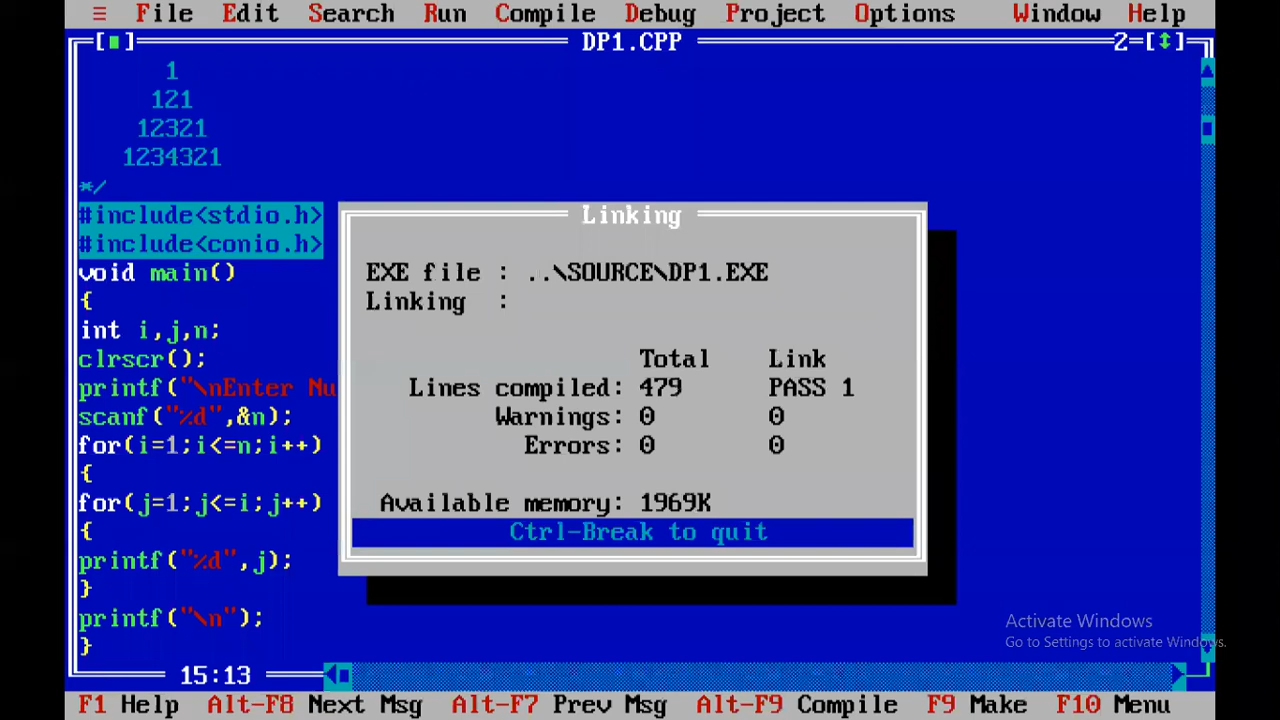 ≡ File Edit Search Run Compile Debug Project Options Window Help
[■] DP1.CPP 2=[↕]
1
121
12321
1234321
*/
#include<stdio.h>
#include<conio.h>
void main()
{
int i,j,n;
clrscr();
printf("\nEnter Nu
scanf("%d",&n);
for(i=1;i<=n;i++)
{
for(j=1;j<=i;j++)
{
printf("%d",j);
}
printf("\n");
}
Linking
EXE file : ..\SOURCE\DP1.EXE
Linking :
Total Link
Lines compiled: 479 PASS 1
Warnings: 0 0
Errors: 0 0
Available memory: 1969K
Ctrl-Break to quit
Activate Windows
Go to Settings to activate Windows.
15:13
F1 Help Alt-F8 Next Msg Alt-F7 Prev Msg Alt-F9 Compile F9 Make F10 Menu